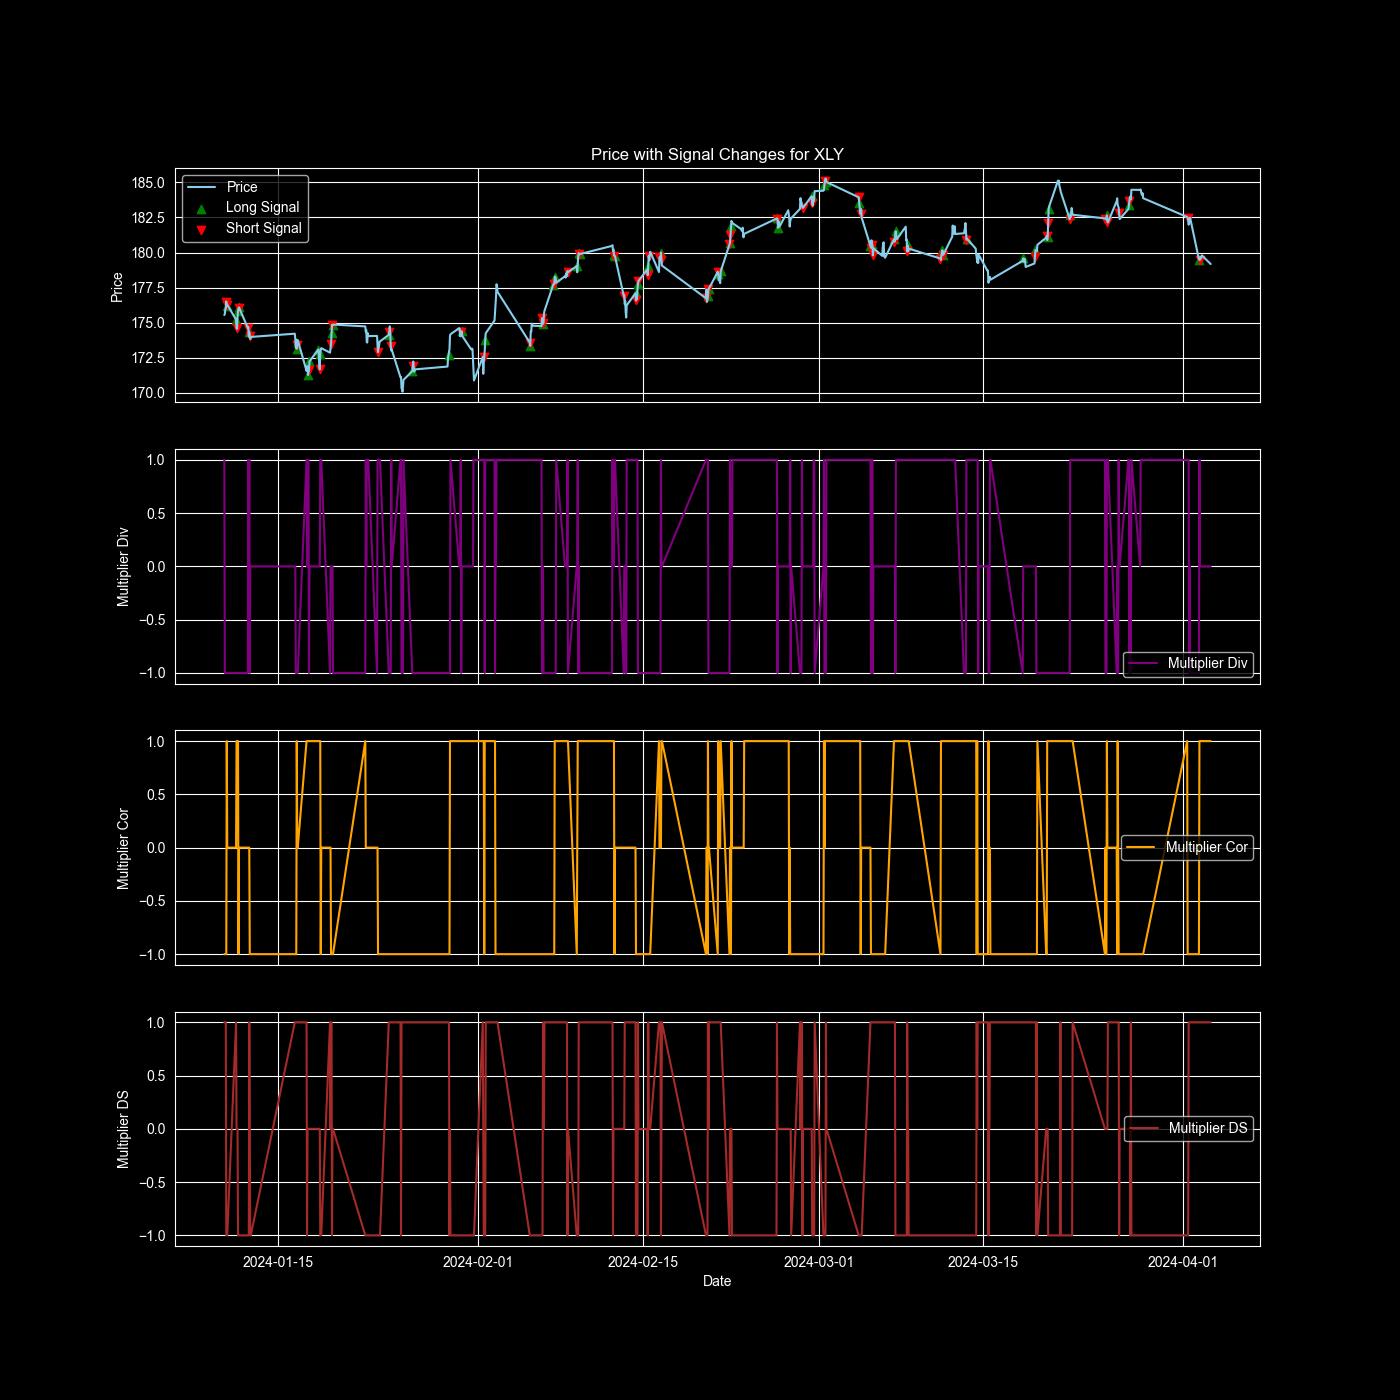 Price with Signal Changes for XLY
185.0
182.5
180.0
177.5
175.0
172.5
170.0
Price
Price
Long Signal
Short Signal
1.0
0.5
0.0
−0.5
−1.0
Multiplier Div
Multiplier Div
1.0
0.5
0.0
−0.5
−1.0
Multiplier Cor
Multiplier Cor
1.0
0.5
0.0
−0.5
−1.0
Multiplier DS
Multiplier DS
2024-01-15
2024-02-01
2024-02-15
2024-03-01
2024-03-15
2024-04-01
Date